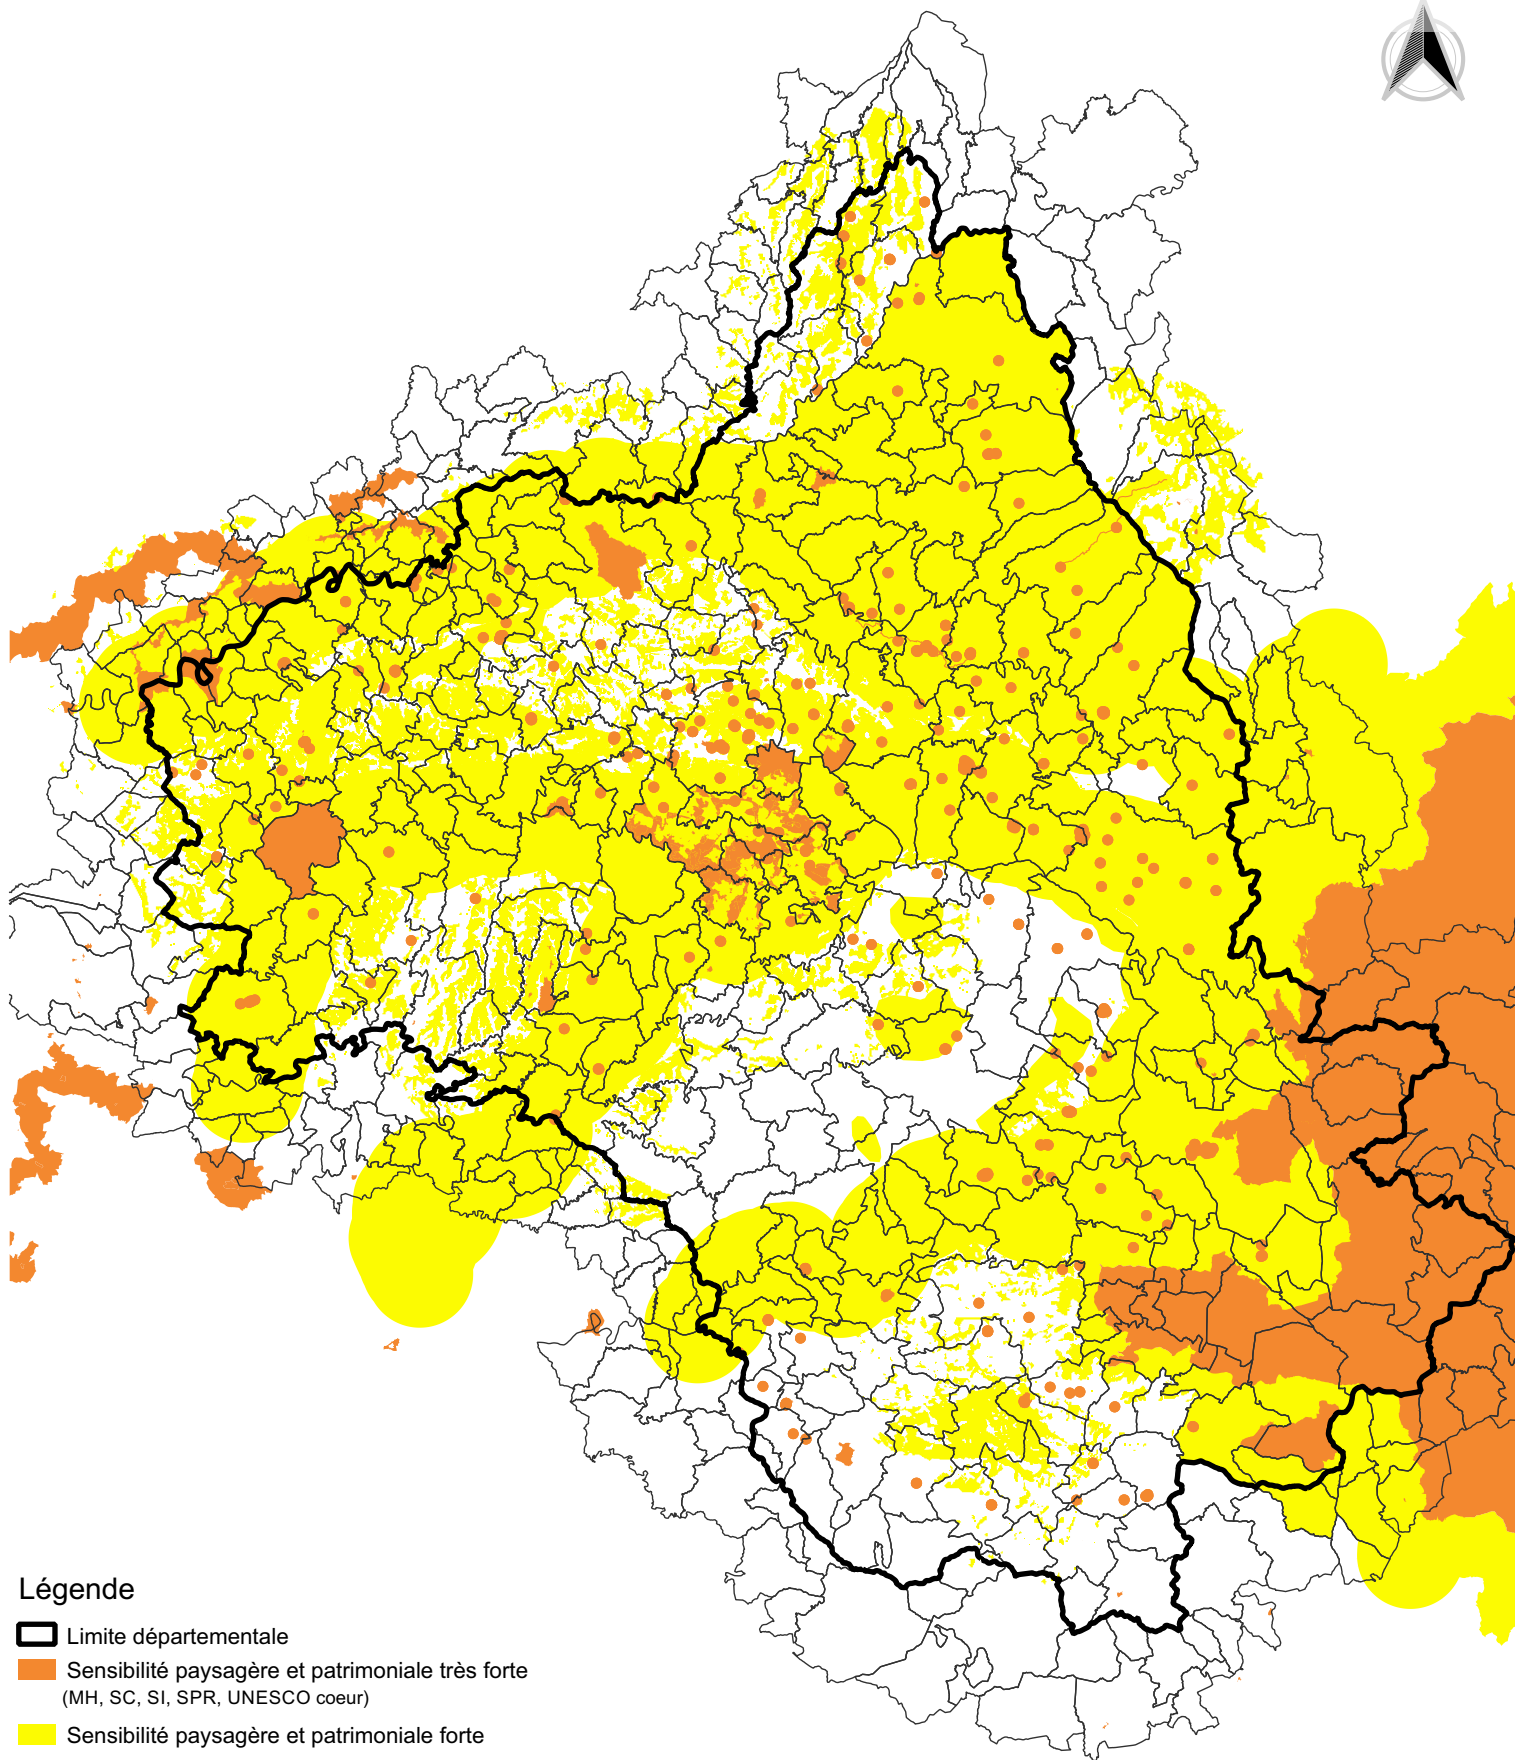 Légende
Limite départementale
Sensibilité paysagère et patrimoniale très forte
(MH, SC, SI, SPR, UNESCO coeur)
Sensibilité paysagère et patrimoniale forte